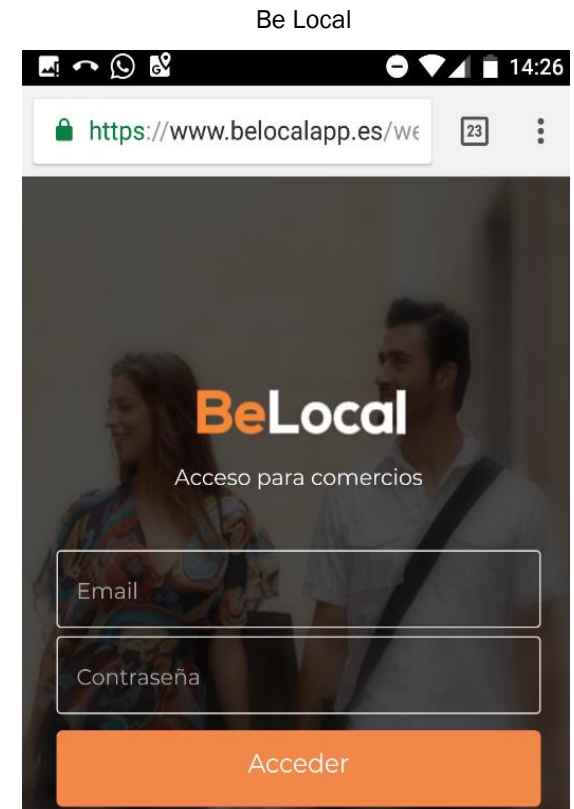 Be Local
14:26
https://www.belocalapp.es/we
23
BeLocal
Acceso para comercios
Email
Contraseña
Acceder